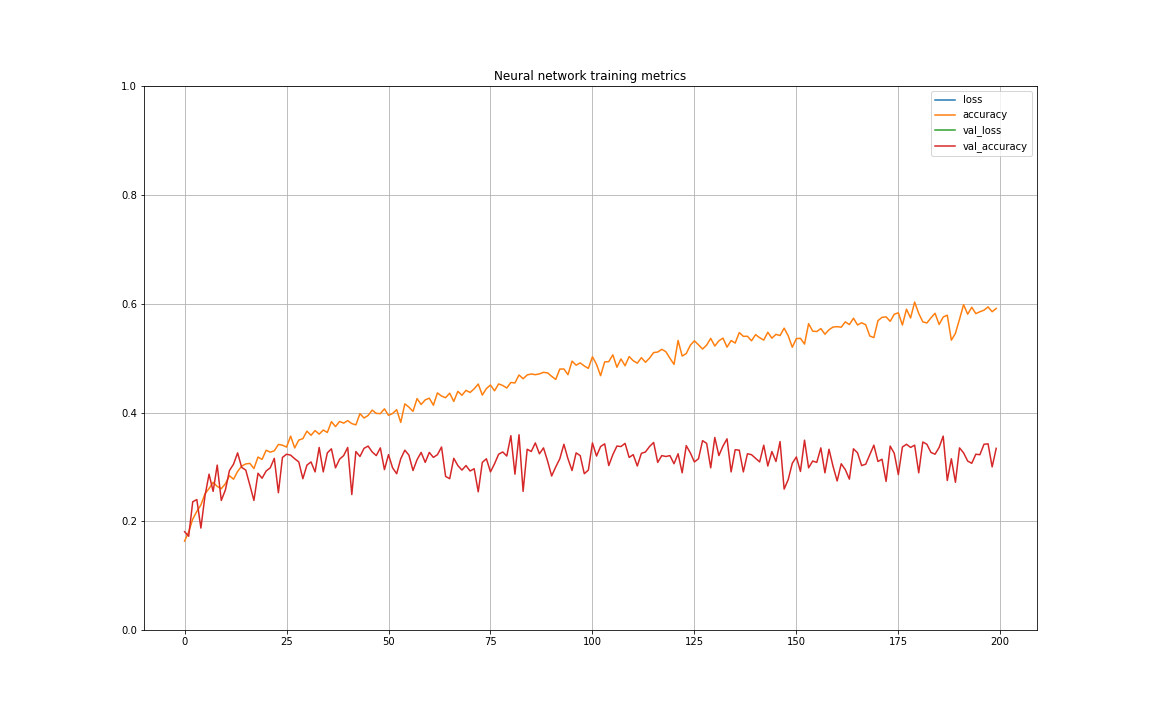 Neural network training metrics
1.0
loss
accuracy
val_loss
val_accuracy
0.8
0.6
0.4
0.2
0.0
0 25 50 75 100 125 150 175 200